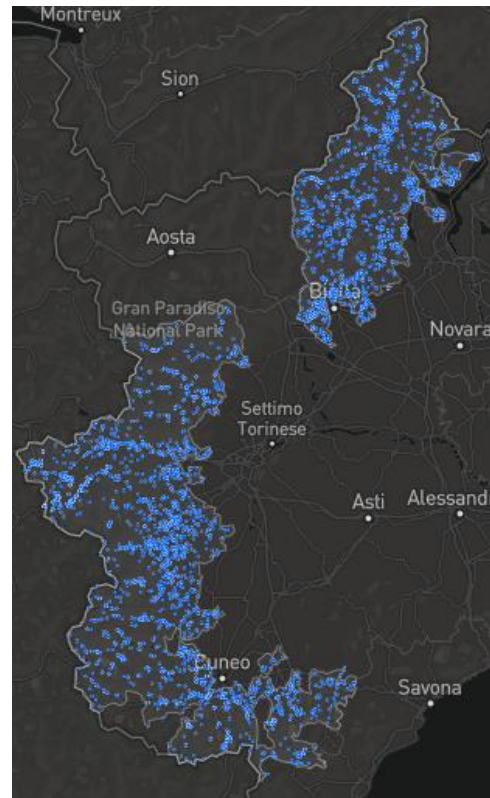 Montreux
Sion
Aosta
Gran Paradiso
National Park
Biella
Novara
Settimo
Torinese
Asti
Alessand
Cuneo
Savona